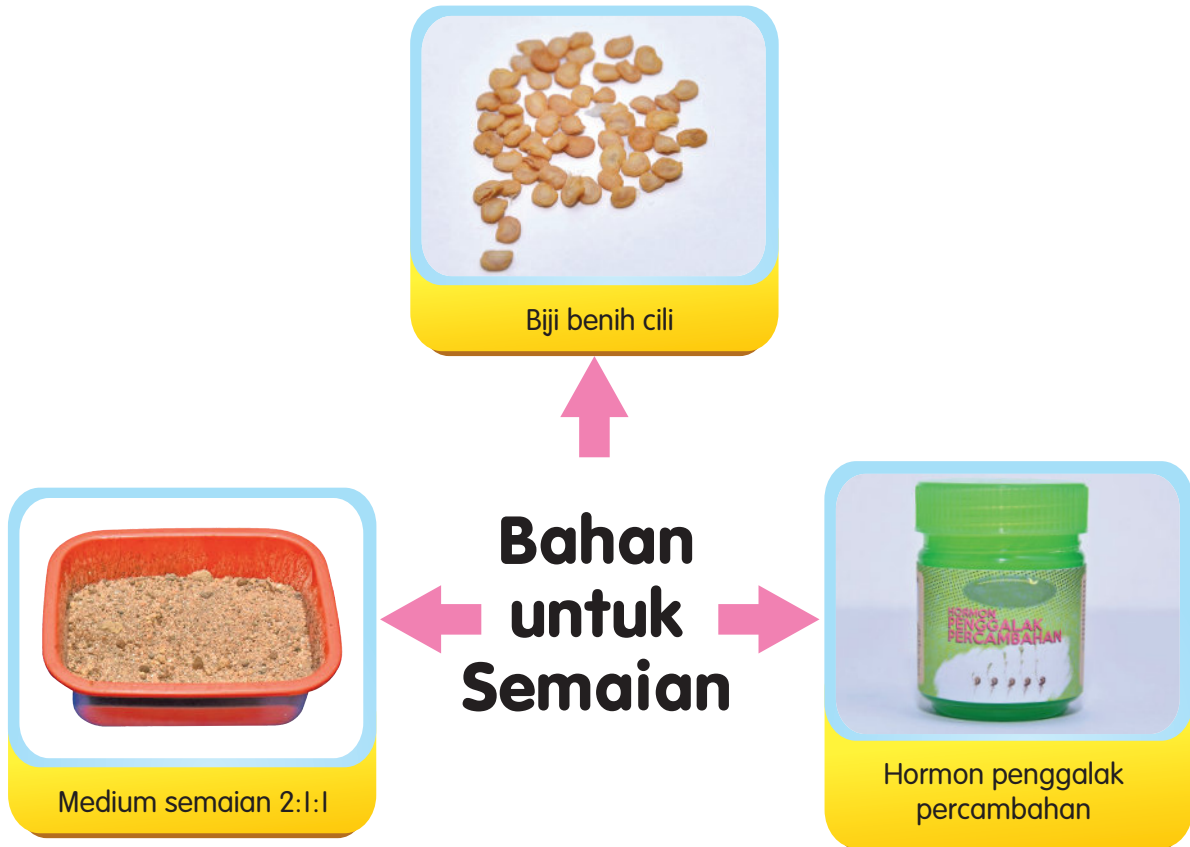 Biji benih cili
Bahan
untuk
Semaian
Medium semaian 2:1:1
HORMON
PENGGALAK
PERCAMBAHAN
Hormon penggalak
percambahan